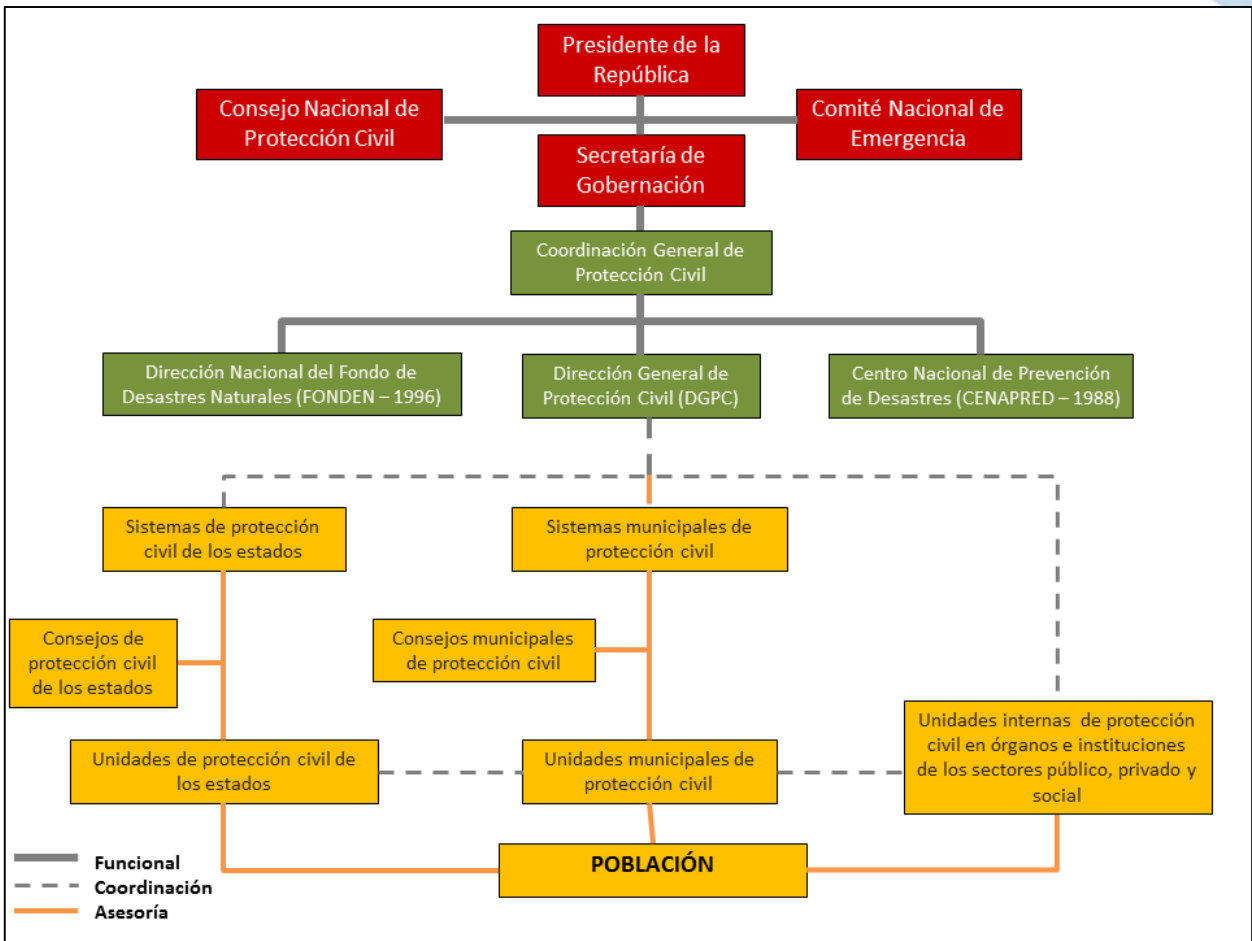 Presidente de la
República
Consejo Nacional de
Protección Civil
Comité Nacional de
Emergencia
Secretaría de
Gobernación
Coordinación General de
Protección Civil
Dirección Nacional del Fondo de
Desastres Naturales (FONDEN – 1996)
Dirección General de
Protección Civil (DGPC)
Centro Nacional de Prevención
de Desastres (CENAPRED – 1988)
Sistemas de protección
civil de los estados
Sistemas municipales de
protección civil
Consejos de
protección civil
de los estados
Consejos municipales
de protección civil
Unidades de protección civil de
los estados
Unidades municipales de
protección civil
Unidades internas de protección
civil en órganos e instituciones
de los sectores público, privado y
social
POBLACIÓN
Funcional
Coordinación
Asesoría